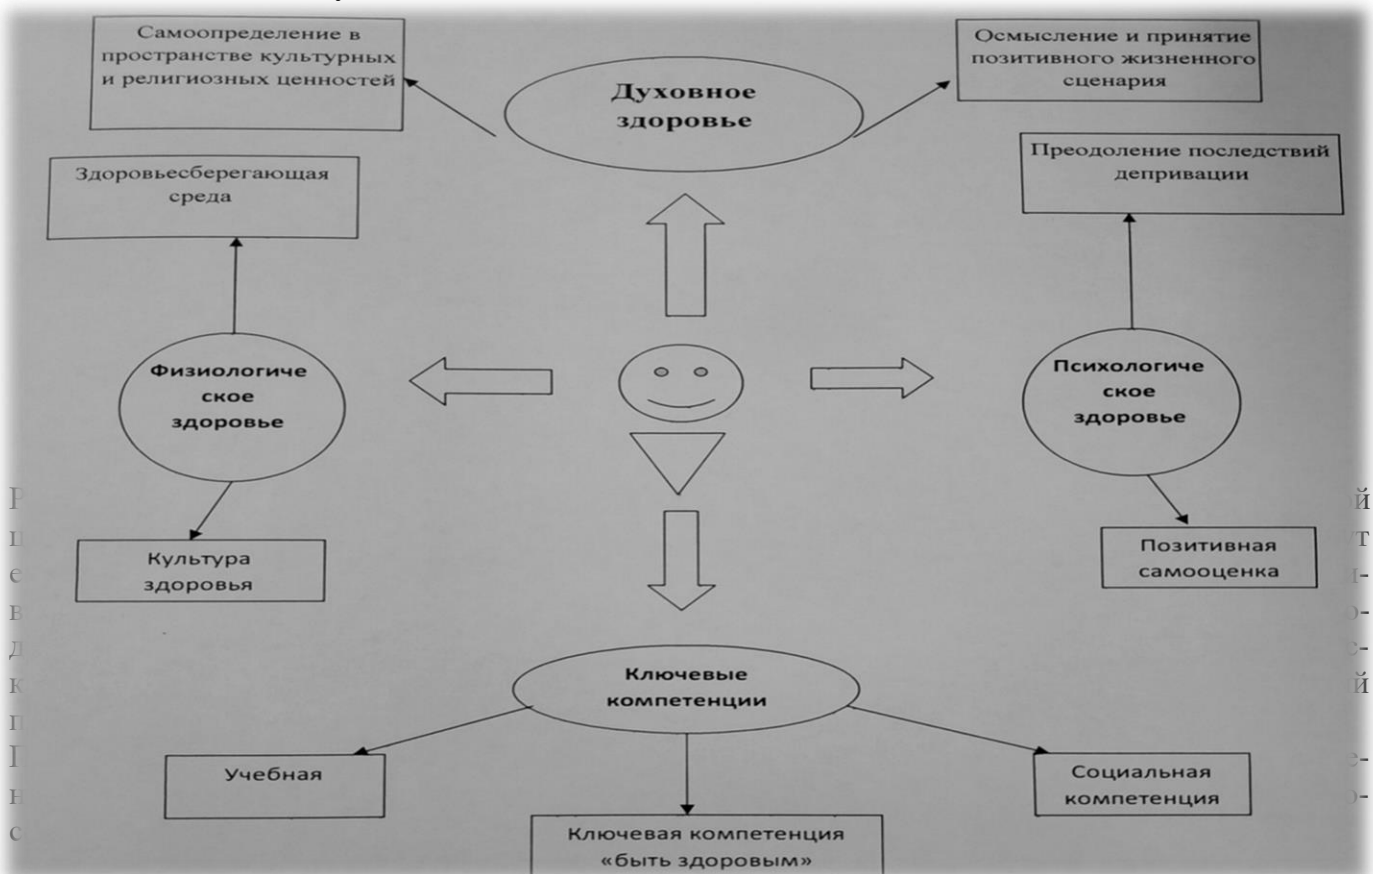 Самоопределение в
пространстве культурных
и религиозных ценностей
Духовное
здоровье
Осмысление и принятие
позитивного жизненного
сценария
Здоровьесберегающая
среда
Преодоление последствий
депривации
Физиологиче
ское
здоровье
Психологиче
ское
здоровье
Культура
здоровья
Позитивная
самооценка
Ключевые
компетенции
Учебная
Социальная
компетенция
Ключевая компетенция
«быть здоровым»